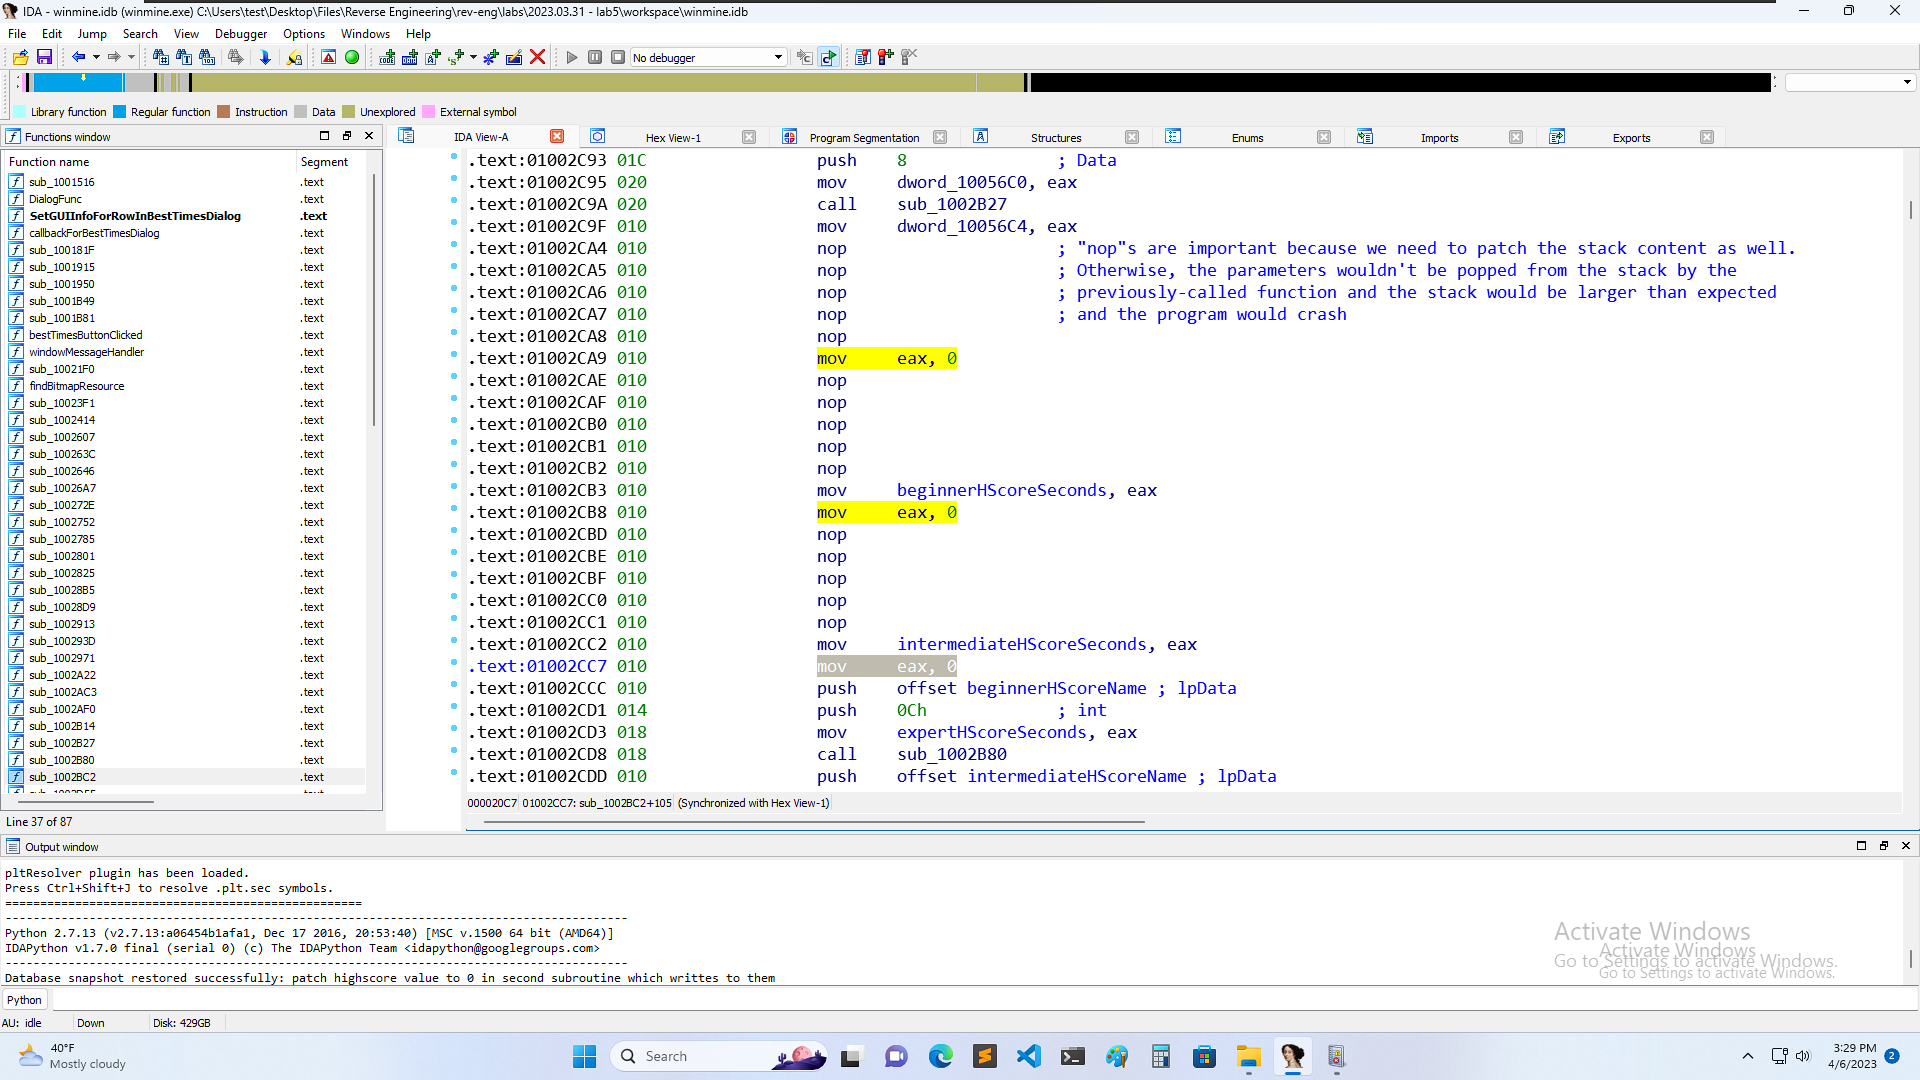 IDA - winmine.idb (winmine.exe) C:\Users\test\Desktop\Files\Reverse Engineering\rev-eng\labs\2023.03.31 - lab5\workspace\winmine.idb
File Edit Jump Search View Debugger Options Windows Help
No debugger
Library function Regular function Instruction Data Unexplored External symbol
Functions window
Function name Segment
sub_1001516 .text
DialogFunc .text
SetGUIInfoForRowInBestTimesDialog .text
callbackForBestTimesDialog .text
sub_100181F .text
sub_1001915 .text
sub_1001950 .text
sub_1001B49 .text
sub_1001B81 .text
bestTimesButtonClicked .text
windowMessageHandler .text
sub_10021F0 .text
findBitmapResource .text
sub_10023F1 .text
sub_1002414 .text
sub_1002607 .text
sub_100263C .text
sub_1002646 .text
sub_10026A7 .text
sub_100272E .text
sub_1002752 .text
sub_1002785 .text
sub_1002801 .text
sub_1002825 .text
sub_10028B5 .text
sub_10028D9 .text
sub_1002913 .text
sub_100293D .text
sub_1002971 .text
sub_1002A22 .text
sub_1002AC3 .text
sub_1002AF0 .text
sub_1002B14 .text
sub_1002B27 .text
sub_1002B80 .text
sub_1002BC2 .text
Line 37 of 87
IDA View-A Hex View-1 Program Segmentation Structures Enums Imports Exports
.text:01002C93 01C push 8 ; Data
.text:01002C95 020 mov dword_10056C0, eax
.text:01002C9A 020 call sub_1002B27
.text:01002C9F 010 mov dword_10056C4, eax
.text:01002CA4 010 nop ; "nop"s are important because we need to patch the stack content as well.
.text:01002CA5 010 nop ; Otherwise, the parameters wouldn't be popped from the stack by the
.text:01002CA6 010 nop ; previously-called function and the stack would be larger than expected
.text:01002CA7 010 nop ; and the program would crash
.text:01002CA8 010 nop
.text:01002CA9 010 mov eax, 0
.text:01002CAE 010 nop
.text:01002CAF 010 nop
.text:01002CB0 010 nop
.text:01002CB1 010 nop
.text:01002CB2 010 nop
.text:01002CB3 010 mov beginnerHScoreSeconds, eax
.text:01002CB8 010 mov eax, 0
.text:01002CBD 010 nop
.text:01002CBE 010 nop
.text:01002CBF 010 nop
.text:01002CC0 010 nop
.text:01002CC1 010 nop
.text:01002CC2 010 mov intermediateHScoreSeconds, eax
.text:01002CC7 010 mov eax, 0
.text:01002CCC 010 push offset beginnerHScoreName ; lpData
.text:01002CD1 014 push 0Ch ; int
.text:01002CD3 018 mov expertHScoreSeconds, eax
.text:01002CD8 018 call sub_1002B80
.text:01002CDD 010 push offset intermediateHScoreName ; lpData
000020C7 01002CC7: sub_1002BC2+105 (Synchronized with Hex View-1)
Output window
pltResolver plugin has been loaded.
Press Ctrl+Shift+J to resolve .plt.sec symbols.
===================================================
-----------------------------------------------------------------------------------------
Python 2.7.13 (v2.7.13:a06454b1afa1, Dec 17 2016, 20:53:40) [MSC v.1500 64 bit (AMD64)]
IDAPython v1.7.0 final (serial 0) (c) The IDAPython Team <idapython@googlegroups.com>
-----------------------------------------------------------------------------------------
Database snapshot restored successfully: patch highscore value to 0 in second subroutine which writtes to them
Activate Windows
Activate Windows
Go to Settings to activate Windows.
Go to Settings to activate Windows.
Python
AU: idle Down Disk: 429GB
40°F
Mostly cloudy
Search
3:29 PM
4/6/2023
2